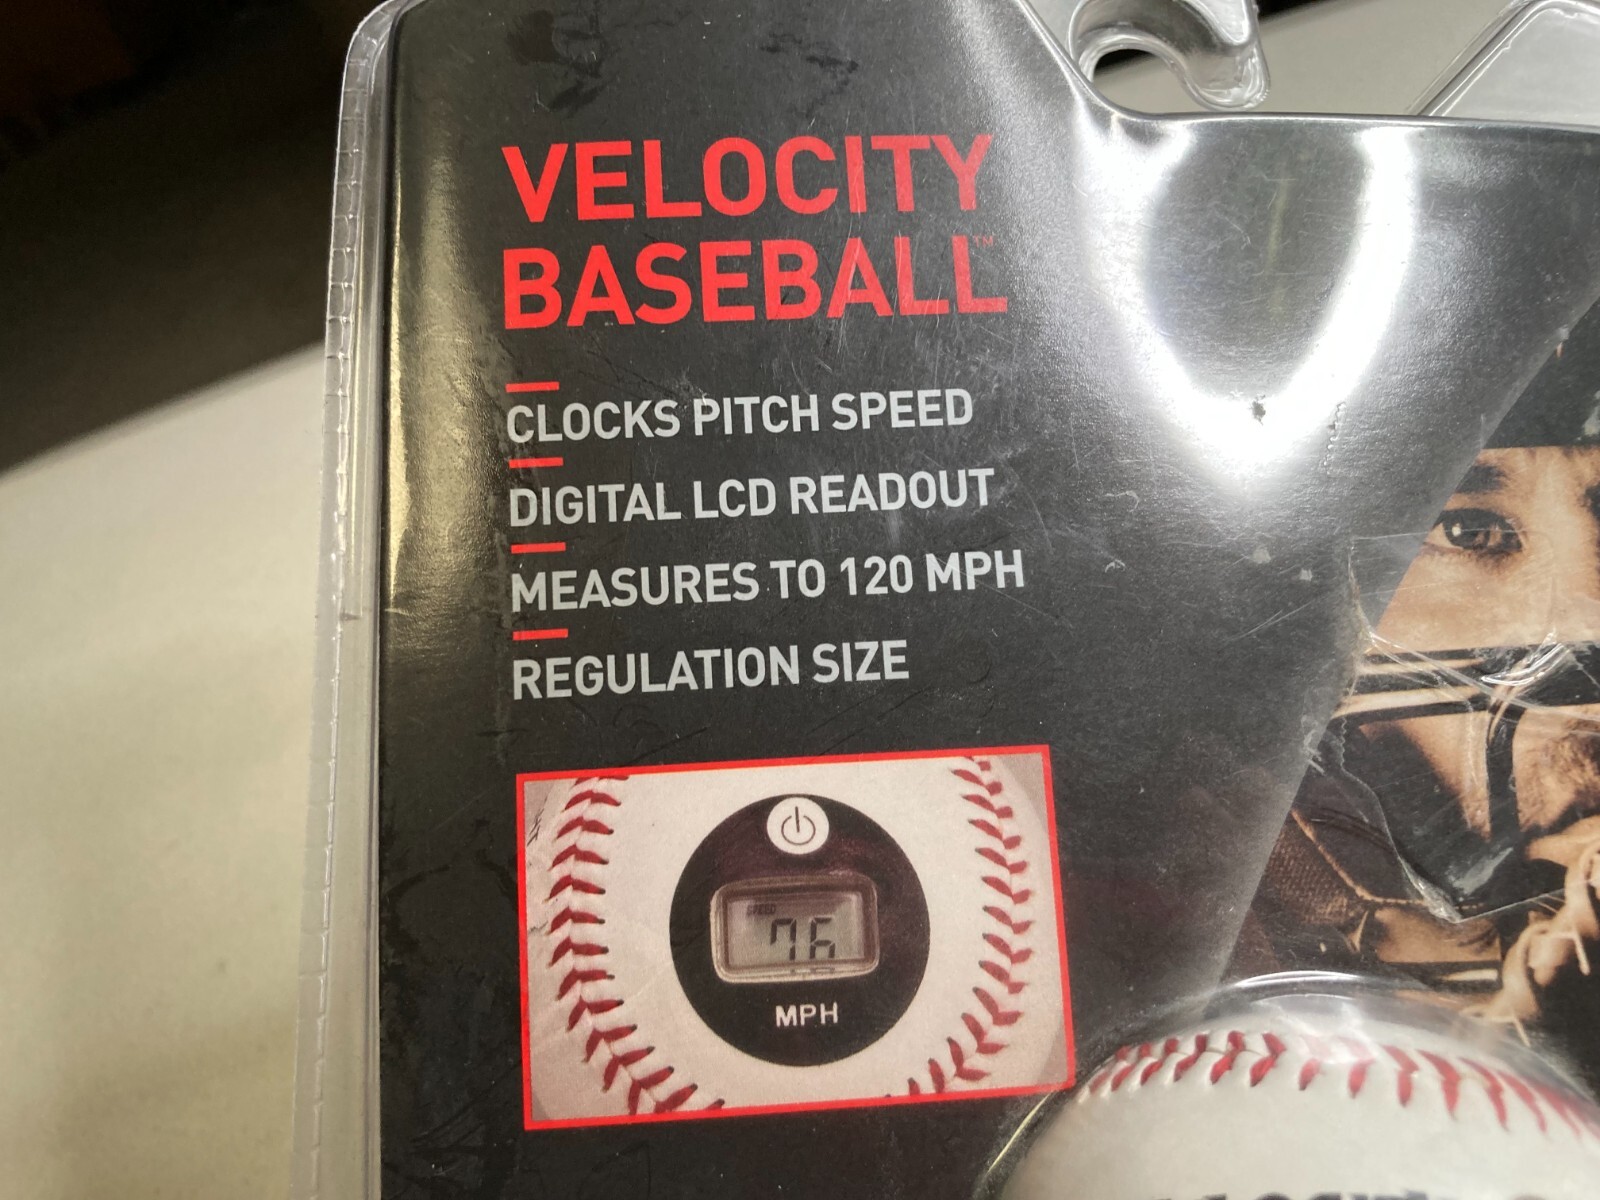 VELOCITY
BASEBALL™
CLOCKS PITCH SPEED
DIGITAL LCD READOUT
MEASURES TO 120 MPH
REGULATION SIZE
SPEED
76
MPH